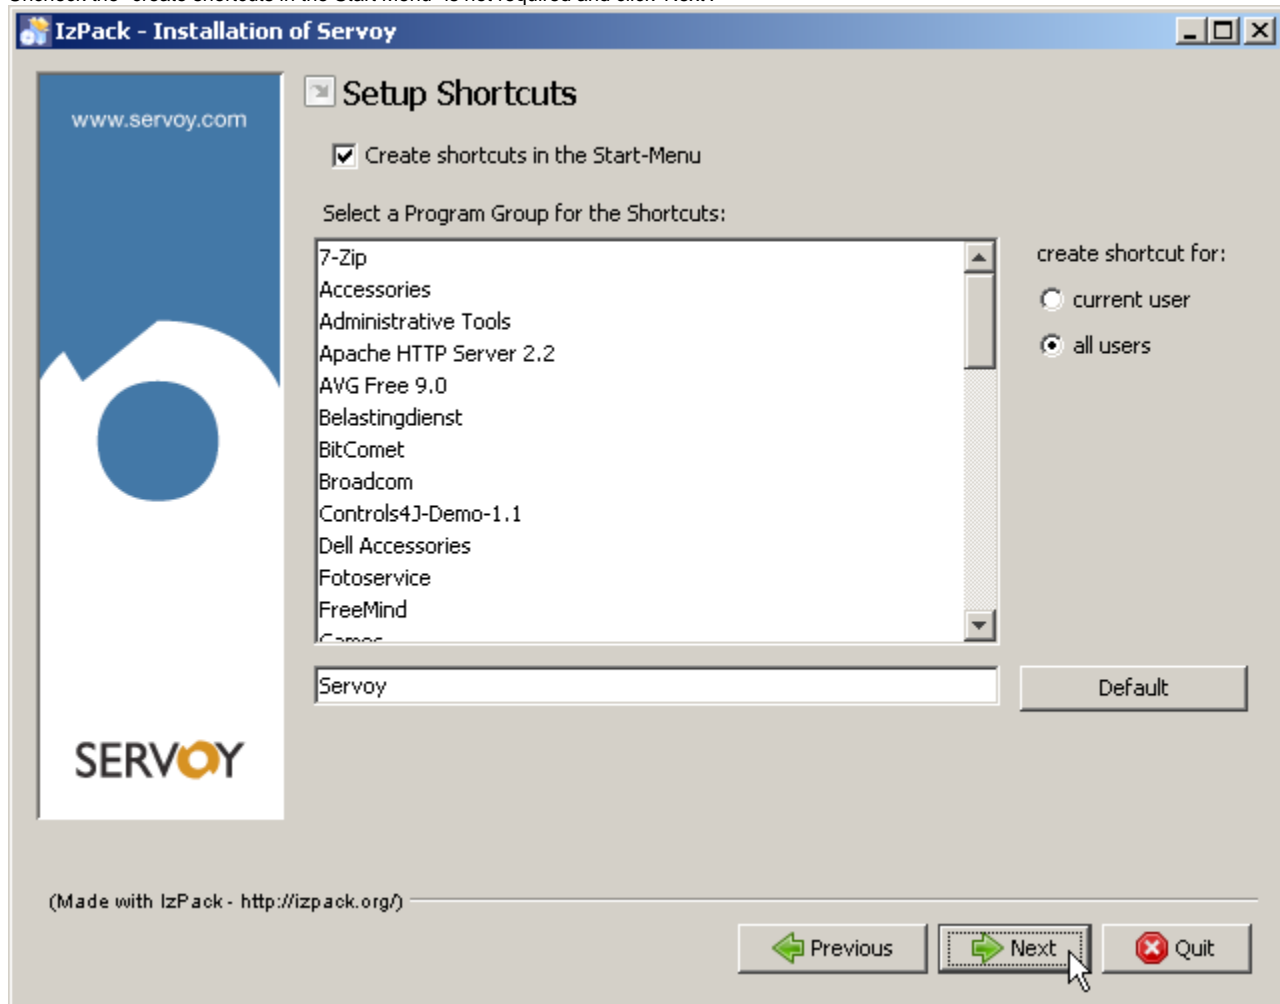 IzPack - Installation of Servoy
www.servoy.com
Setup Shortcuts
Create shortcuts in the Start-Menu
Select a Program Group for the Shortcuts:
7-Zip
Accessories
Administrative Tools
Apache HTTP Server 2.2
AVG Free 9.0
Belastingdienst
BitComet
Broadcom
Controls4J-Demo-1.1
Dell Accessories
Fotoservice
FreeMind
Games
create shortcut for:
current user
all users
Servoy
Default
SERVOY
(Made with IzPack - http://izpack.org/)
Previous
Next
Quit